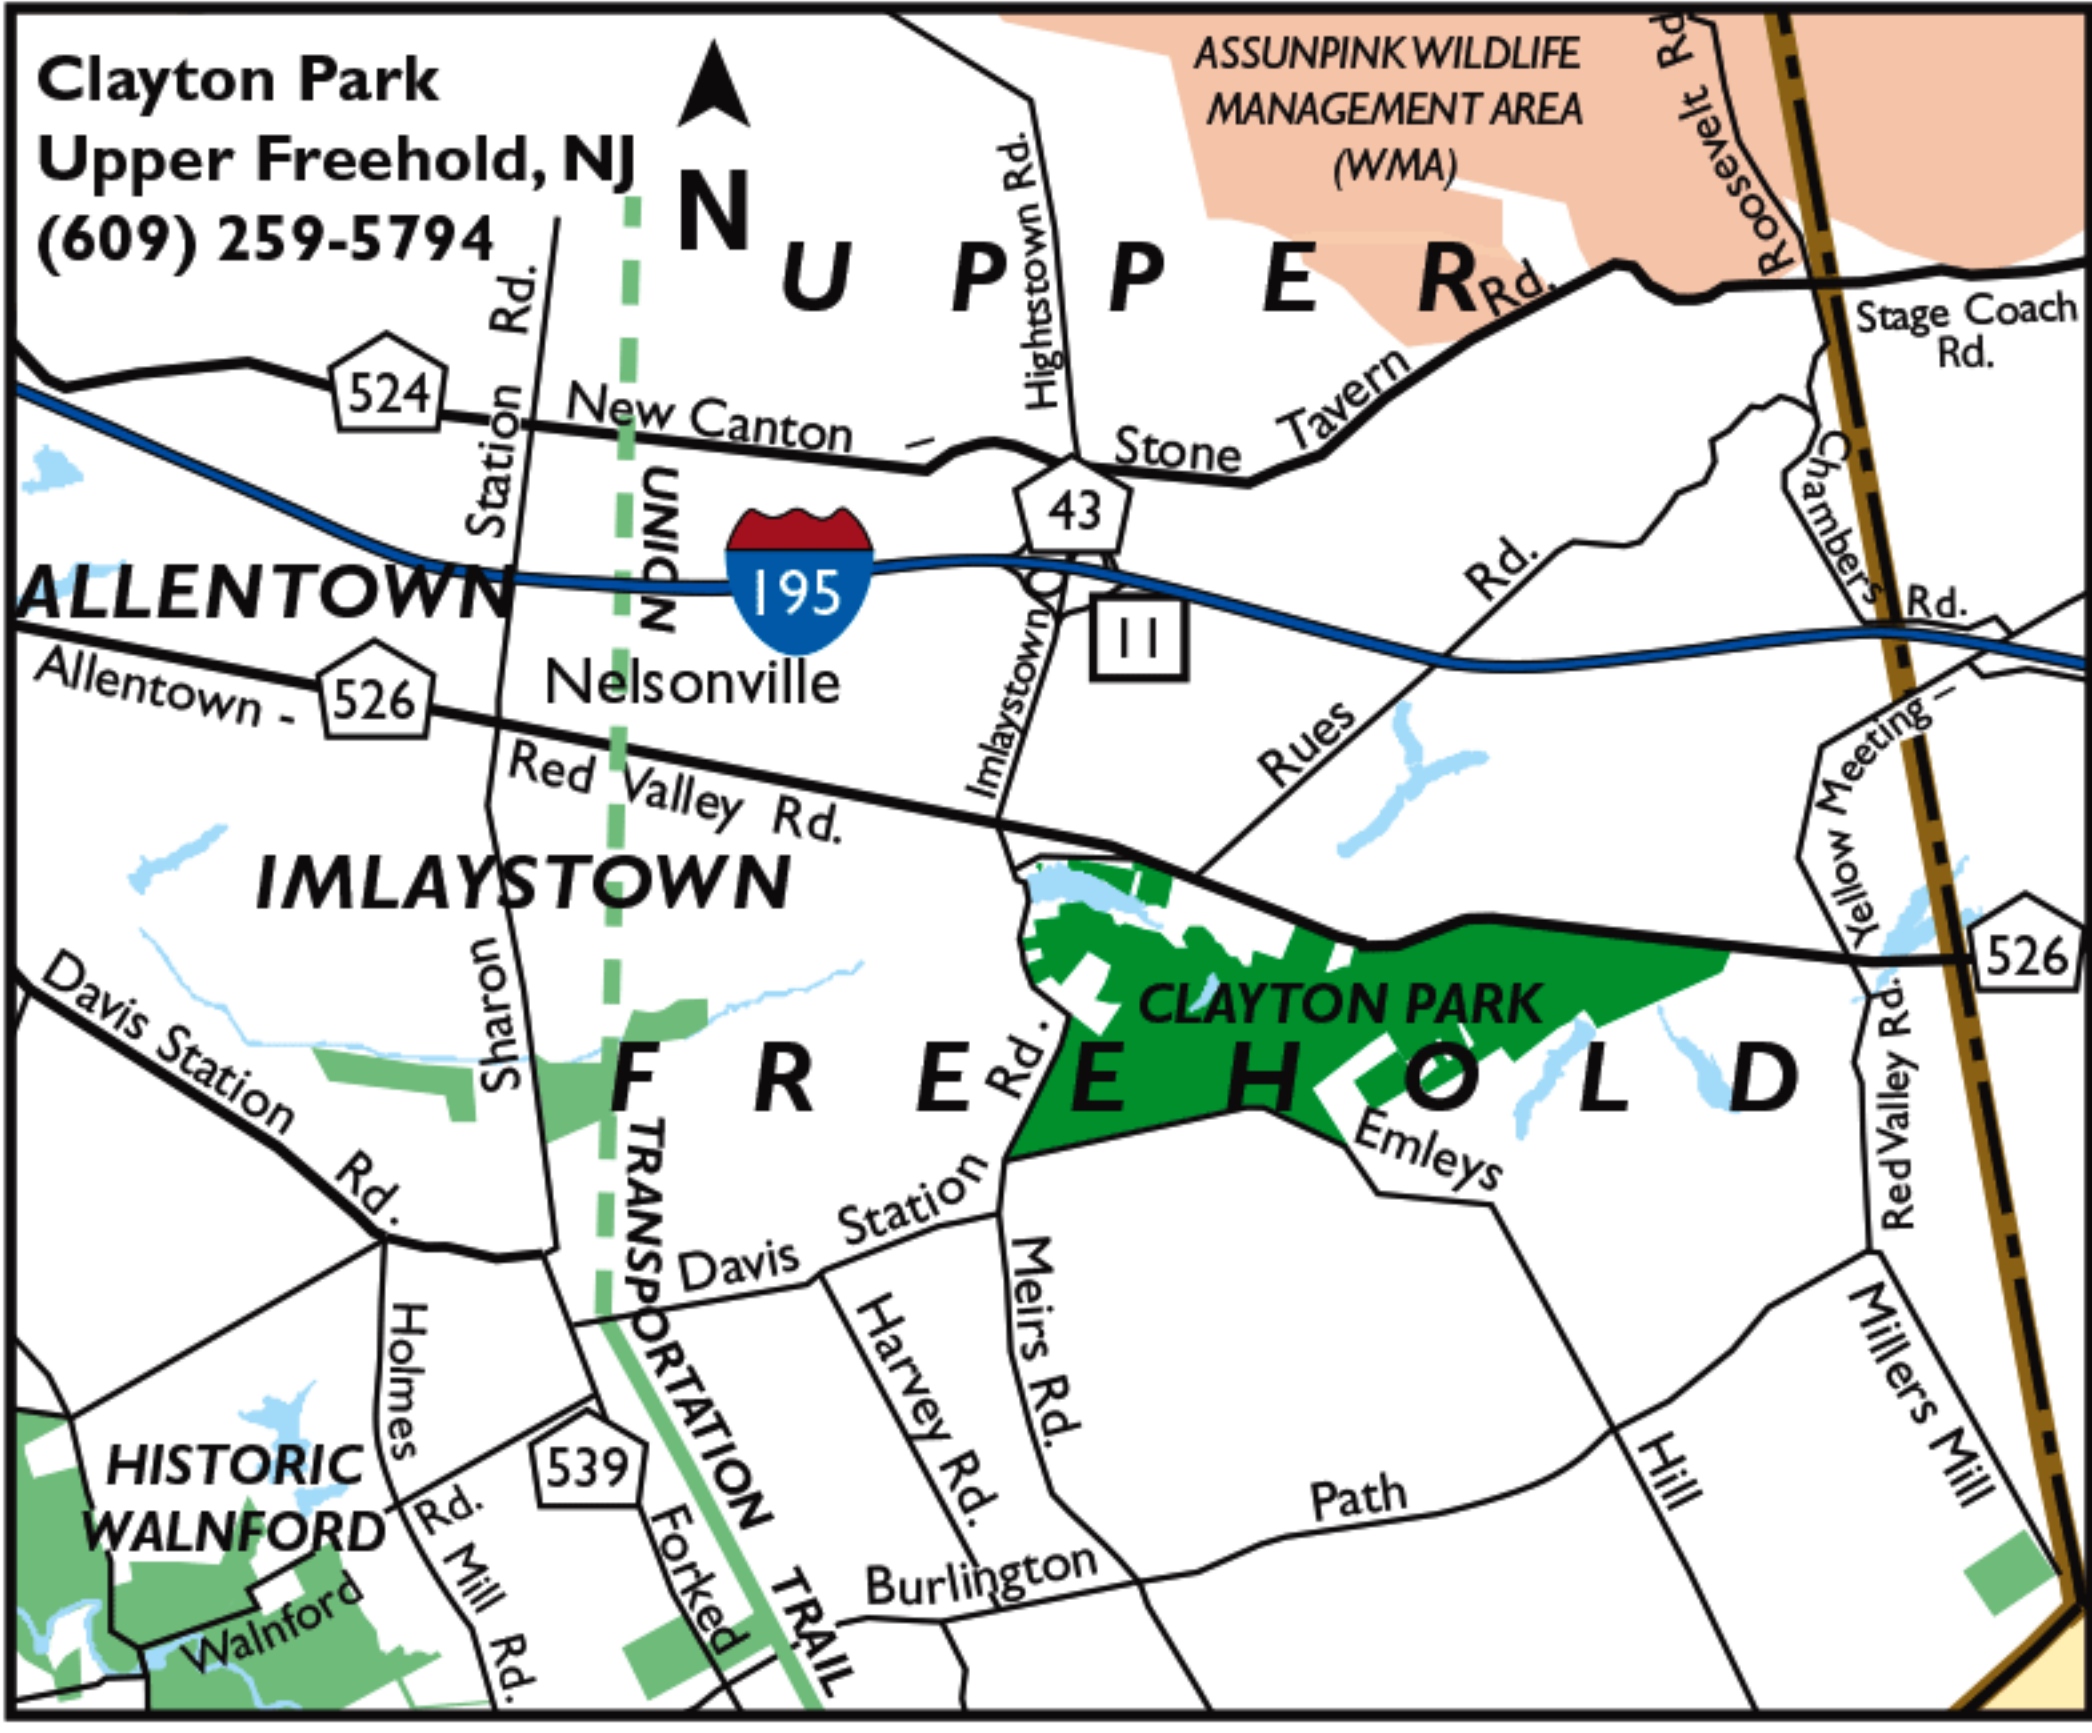 Clayton Park
Upper Freehold, NJ
(609) 259-5794
N
ASSUNPINK WILDLIFE
MANAGEMENT AREA
(WMA)
Roosevelt Rd
Hightstown Rd.
UPPER
Stage Coach
Rd.
524
Station Rd.
New Canton – Stone Tavern Rd.
43
UNION
195
11
Chambers Rd.
ALLENTOWN
Allentown - Red Valley Rd.
526
Nelsonville
Imlaystown Rd.
Rues Rd.
Yellow Meeting –
IMLAYSTOWN
526
Sharon
Davis Station Rd.
CLAYTON PARK
FREEHOLD
Red Valley Rd.
Emleys Hill
TRANSPORTATION TRAIL
Davis Station
Meirs Rd.
Harvey Rd.
Holmes Mill Rd.
Millers Mill
HISTORIC
WALNFORD
Walnford Rd.
539
Forked
Burlington Path